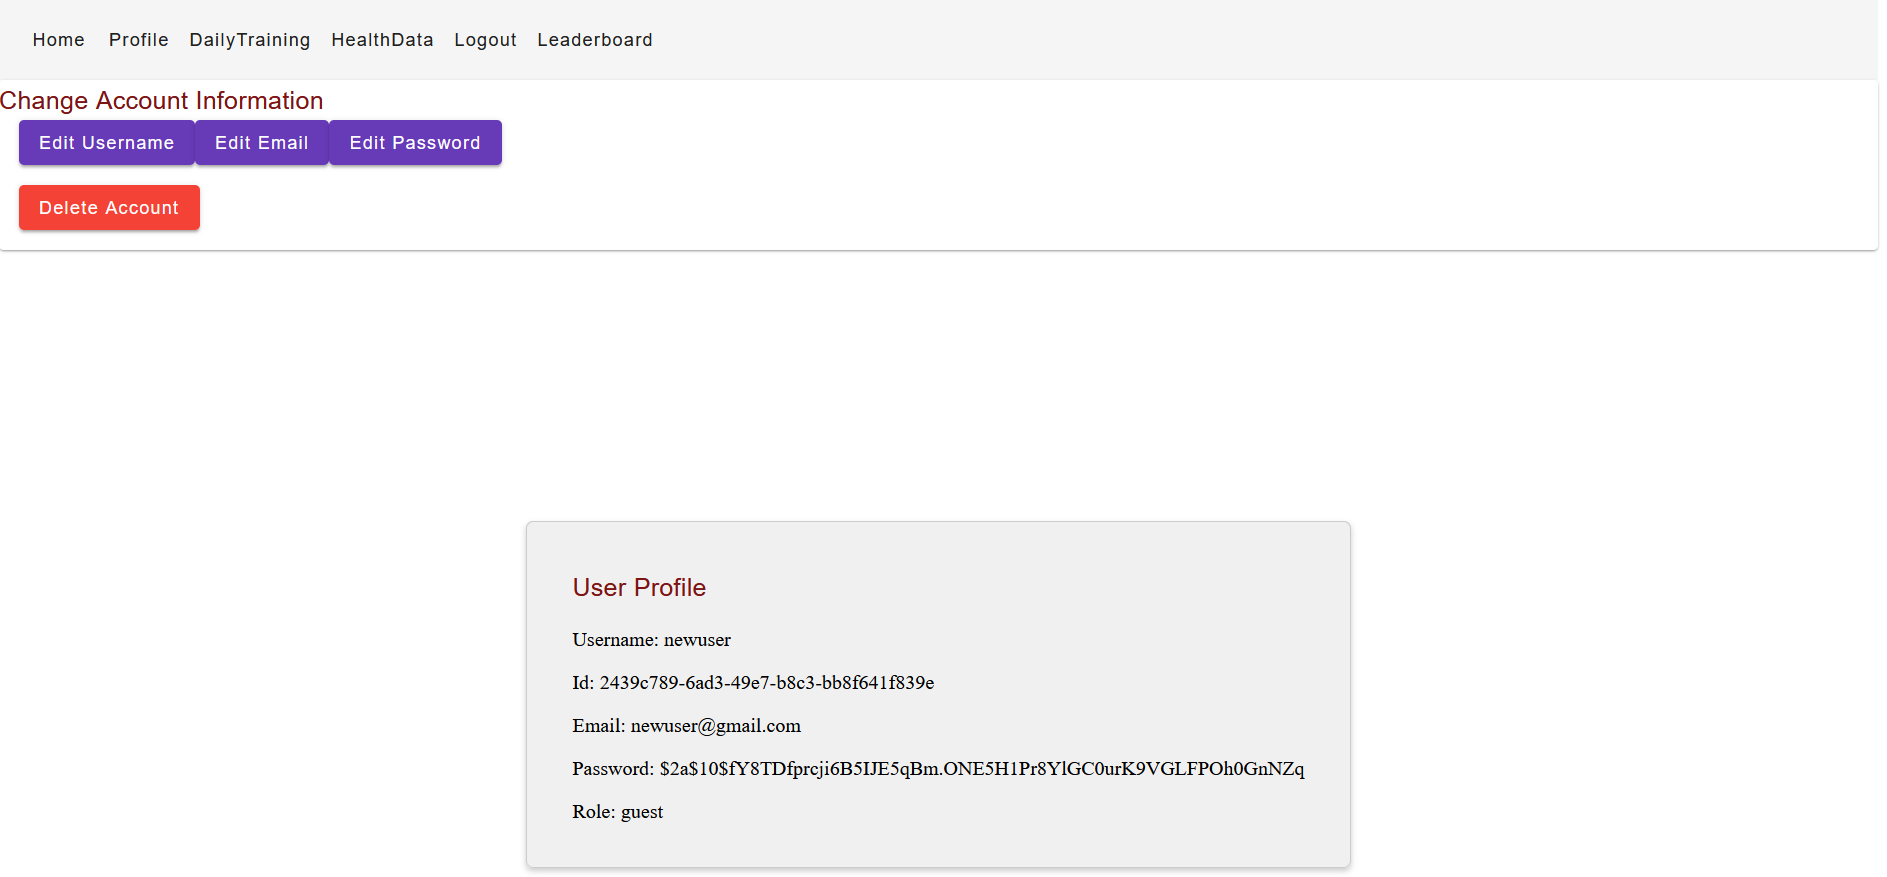 Home Profile DailyTraining HealthData Logout Leaderboard
Change Account Information
Edit Username Edit Email Edit Password
Delete Account
User Profile
Username: newuser
Id: 2439c789-6ad3-49e7-b8c3-bb8f641f839e
Email: newuser@gmail.com
Password: $2a$10$fY8TDfprcji6B5IJE5qBm.ONE5H1Pr8YlGC0urK9VGLFPOh0GnNZq
Role: guest